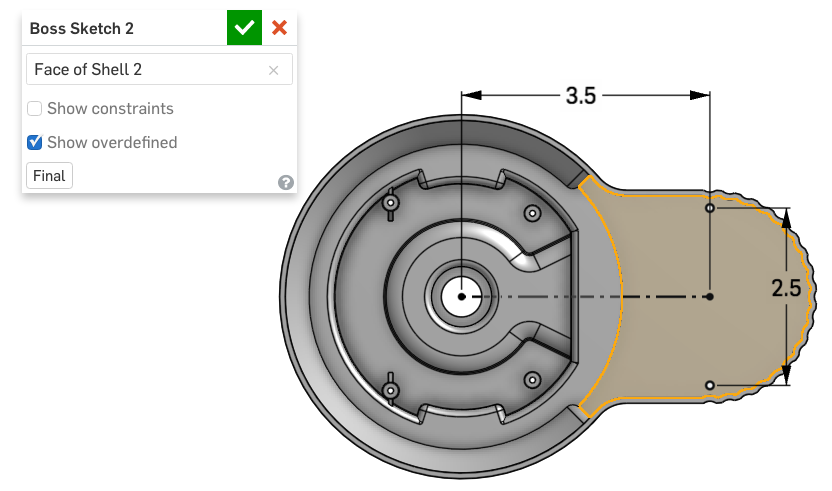 Boss Sketch 2
Face of Shell 2
Show constraints
Show overdefined
Final
?
3.5
2.5